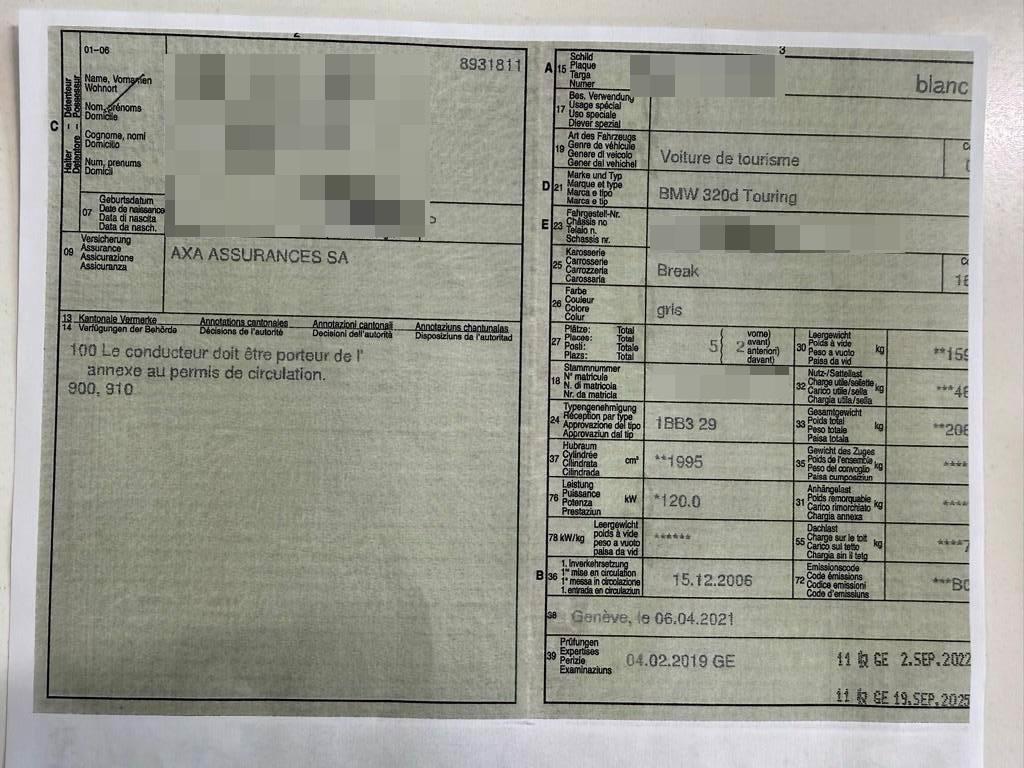 2
01-06
8931811
C
Halter – Détenteur
Detentore – Possessur
Name, Vornamen
Wohnort
Nom, prénoms
Domicile
Cognome, nomi
Domicilio
Num, prenums
Domicil
07
Geburtsdatum
Date de naissance
Data di nascita
Data da nasch.
09
Versicherung
Assurance
Assicurazione
Assicuranza
AXA ASSURANCES SA
13 Kantonale Vermerke Annotations cantonales Annotazioni cantonali Annotaziuns chantunalas
14 Verfügungen der Behörde Décisions de l'autorité Decisioni dell'autorità Disposiziuns da l'autoritad
100 Le conducteur doit être porteur de l'
annexe au permis de circulation.
900, 910
3
A 15
Schild
Plaque
Targa
Numer
blanc
17
Bes. Verwendung
Usage spécial
Uso speciale
Diever spezial
19
Art des Fahrzeugs
Genre de véhicule
Genere di veicolo
Gener dal vehichel
Voiture de tourisme
D 21
Marke und Typ
Marque et type
Marca e tipo
Marca e tip
BMW 320d Touring
E 23
Fahrgestell-Nr.
Châssis no
Telaio n.
Schassis nr.
25
Karosserie
Carrosserie
Carrozzeria
Carossaria
Break
26
Farbe
Couleur
Colore
Colur
gris
27
Plätze: Total
Places: Total
Posti: Totale
Plazs: Total
5 { 2
vorne)
avant)
anteriori)
davant)
30
Leergewicht
Poids à vide
Peso a vuoto
Paisa da vid
kg
**159
18
Stammnummer
N° matricule
N. di matricola
Nr. da matricla
32
Nutz-/Sattellast
Charge utile/sellette
Carico utile/sella
Chargia utila/sella
kg
***46
24
Typengenehmigung
Réception par type
Approvazione del tipo
Approvaziun dal tip
1BB3 29
33
Gesamtgewicht
Poids total
Peso totale
Paisa totala
kg
**206
37
Hubraum
Cylindrée
Cilindrata
Cilindrada
cm³
**1995
35
Gewicht des Zuges
Poids de l'ensemble
Peso del convoglio
Paisa cumposiziun
kg
****
76
Leistung
Puissance
Potenza
Prestaziun
kW
*120.0
31
Anhängelast
Poids remorquable
Carico rimorchiato
Chargia annexa
kg
****
78 kW/kg
Leergewicht
poids à vide
peso a vuoto
paisa da vid
******
55
Dachlast
Charge sur le toit
Carico sul tetto
Chargia sin il tetg
kg
****7
B 36
1. Inverkehrsetzung
1re mise en circulation
1a messa in circolazione
1. entrada en circulaziun
15.12.2006
72
Emissionscode
Code émissions
Codice emissioni
Code d'emissiuns
***B0
38
Genève, le 06.04.2021
39
Prüfungen
Expertises
Perizie
Examinaziuns
04.02.2019 GE
11 GE 2.SEP.2022
11 GE 19.SEP.2025